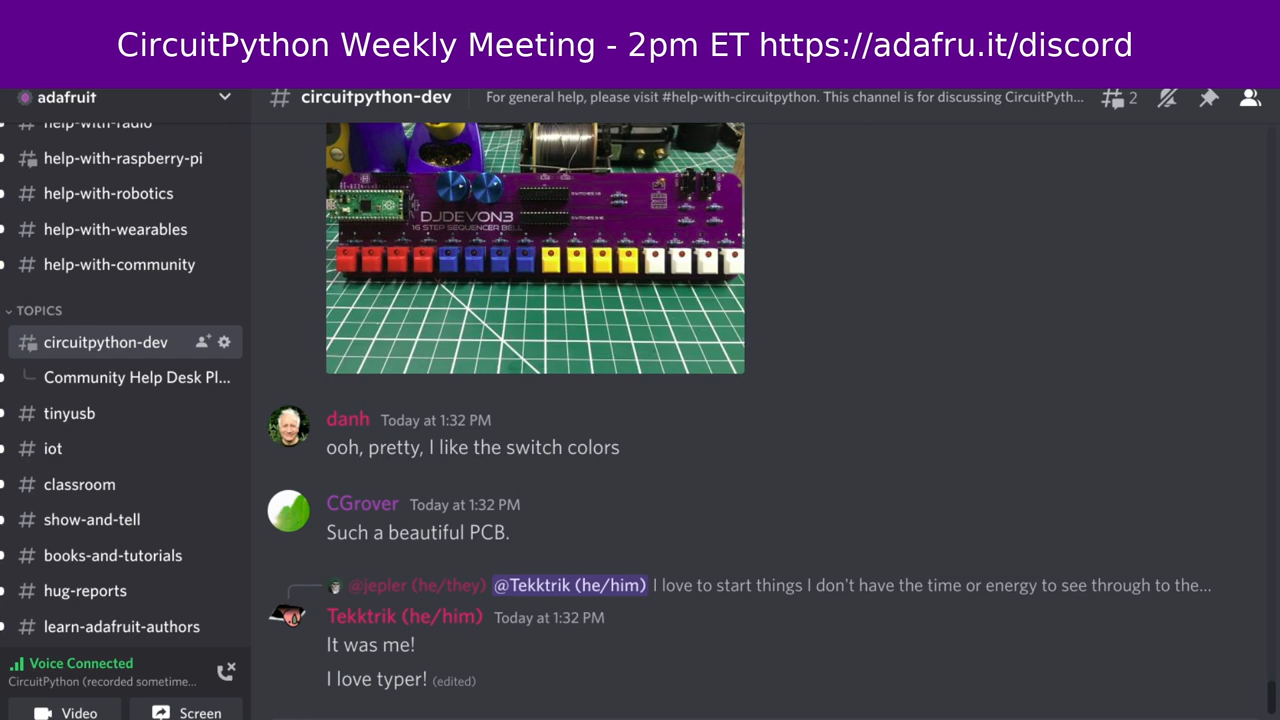 CircuitPython Weekly Meeting - 2pm ET https://adafru.it/discord
adafruit
# circuitpython-dev
For general help, please visit #help-with-circuitpython. This channel is for discussing CircuitPyth...
2
# help-with-radio
# help-with-raspberry-pi
# help-with-robotics
# help-with-wearables
# help-with-community
TOPICS
# circuitpython-dev
Community Help Desk Pl...
# tinyusb
# iot
# classroom
# show-and-tell
# books-and-tutorials
# hug-reports
# learn-adafruit-authors
Voice Connected
CircuitPython (recorded sometime...
Video
Screen
DJDEVON3
16 STEP SEQUENCER BELL
danh Today at 1:32 PM
ooh, pretty, I like the switch colors
CGrover Today at 1:32 PM
Such a beautiful PCB.
@jepler (he/they) @Tekktrik (he/him) I love to start things I don't have the time or energy to see through to the...
Tekktrik (he/him) Today at 1:32 PM
It was me!
I love typer! (edited)